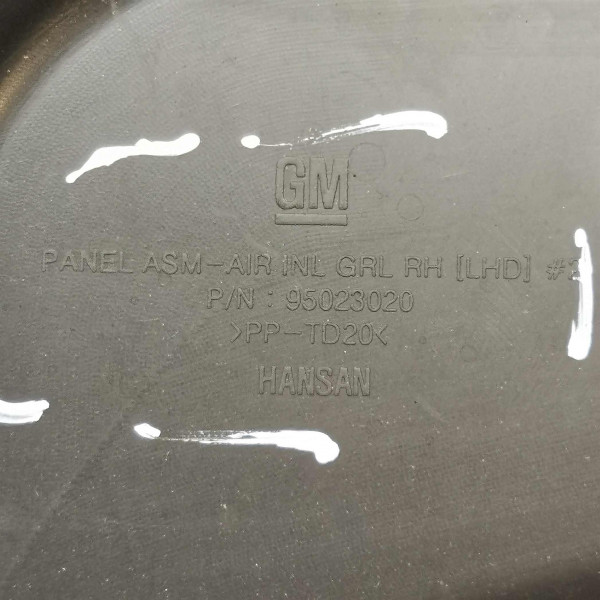 GM
PANEL ASM-AIR INL GRL RH [LHD]
P/N : 95023020
>PP-TD20<
HANSAN